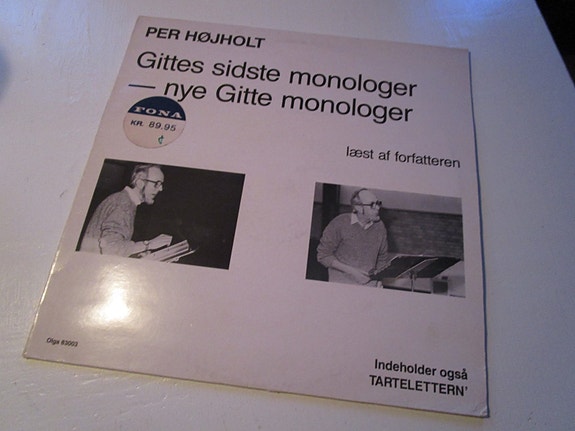 PER HØJHOLT
Gittes sidste monologer
— nye Gitte monologer
FONA
KR. 89.95
læst af forfatteren
Olga 83003
Indeholder også
TARTELETTERN'